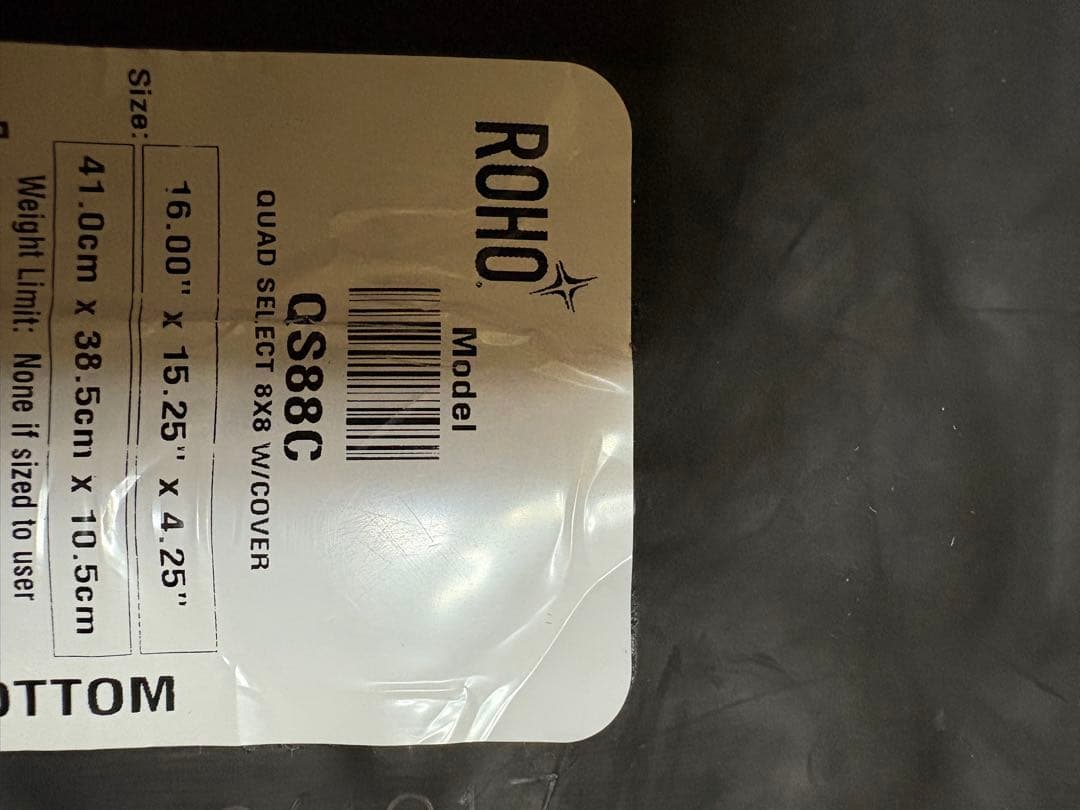 ROHO
Model
QS88C
QUAD SELECT 8X8 W/COVER
Size:
16.00" x 15.25" x 4.25"
41.0cm x 38.5cm x 10.5cm
Weight Limit: None if sized to user
OTTOM